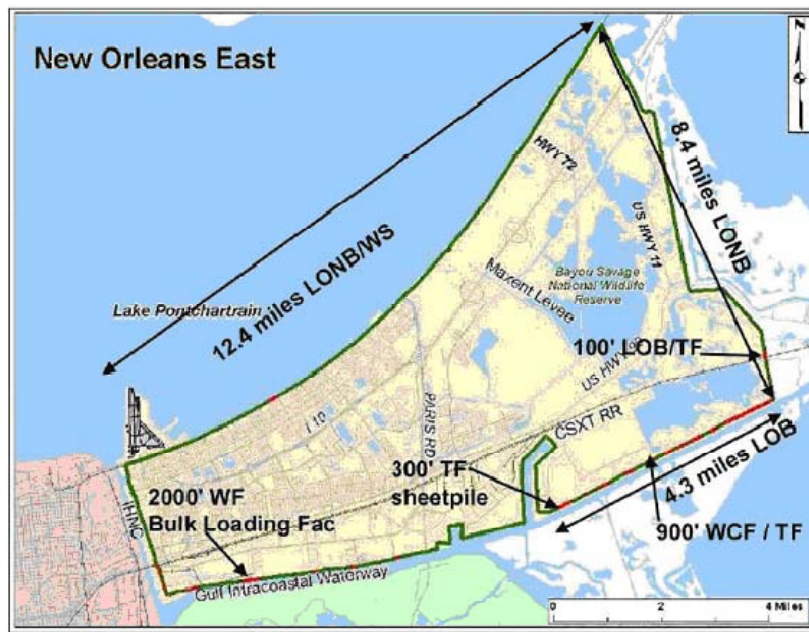 New Orleans East
N
HWY 72
8.4 miles LONB
12.4 miles LONB/WS
US HWY 11
Maxent Levee
Bayou Savage
National Wildlife
Reserve
Lake Pontchartrain
100' LOB/TF
US HWY
I 10
PARIS RD
CSXT RR
300' TF
sheetpile
4.3 miles LOB
2000' WF
Bulk Loading Fac
IHNC
900' WCF / TF
Gulf Intracoastal Waterway
0 2 4 Miles